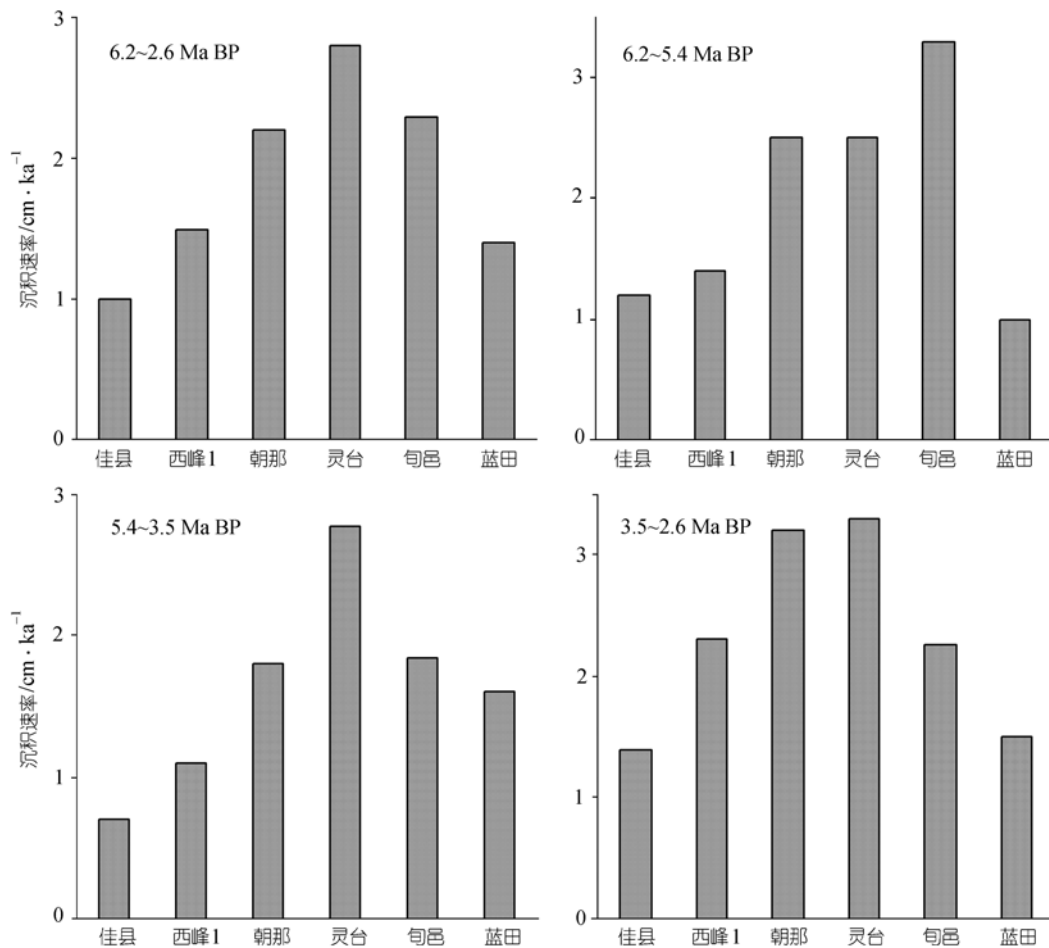 3
6.2~2.6 Ma BP
2
1
0
沉积速率/cm·ka⁻¹
佳县 西峰1 朝那 灵台 旬邑 蓝田
6.2~5.4 Ma BP
3
2
1
0
佳县 西峰1 朝那 灵台 旬邑 蓝田
3
5.4~3.5 Ma BP
2
1
0
沉积速率/cm·ka⁻¹
佳县 西峰1 朝那 灵台 旬邑 蓝田
3.5~2.6 Ma BP
3
2
1
0
佳县 西峰1 朝那 灵台 旬邑 蓝田